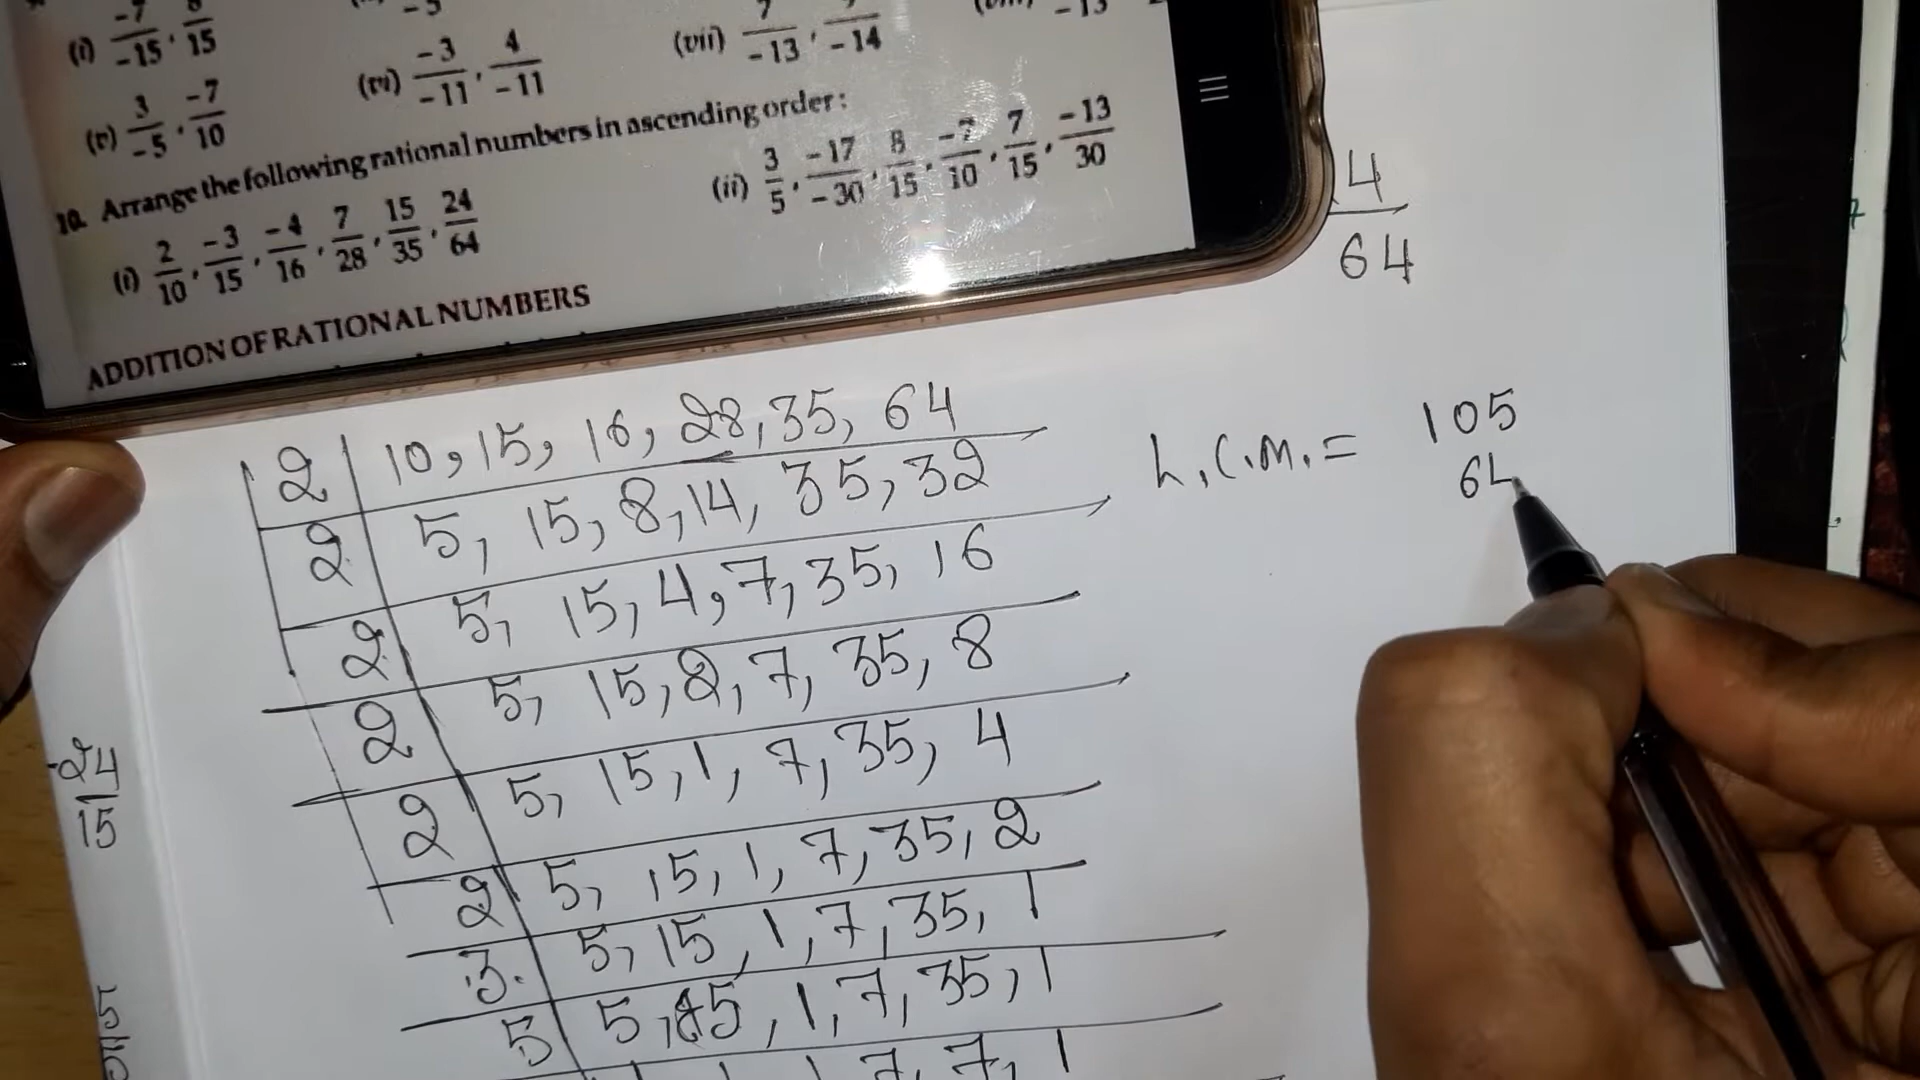 (i) -7/-15, 8/15
-5
(vii) 7/-13, /-14
-13
(v) 3/-5, -7/10
(vi) -3/-11, 4/-11
10. Arrange the following rational numbers in ascending order:
(i) 2/10, -3/15, -4/16, 7/28, 15/35, 24/64
(ii) 3/5, -17/-30, 8/15, -7/10, 7/15, -13/30
ADDITION OF RATIONAL NUMBERS
4
64
2 10, 15, 16, 28, 35, 64
2 5, 15, 8, 14, 35, 32
2 5, 15, 4, 7, 35, 16
2 5, 15, 2, 7, 35, 8
2 5, 15, 1, 7, 35, 4
2 5, 15, 1, 7, 35, 2
3 5, 15, 1, 7, 35, 1
5 5, 5, 1, 7, 35, 1
7, 7, 1
L.C.M. =
105
64
24
15